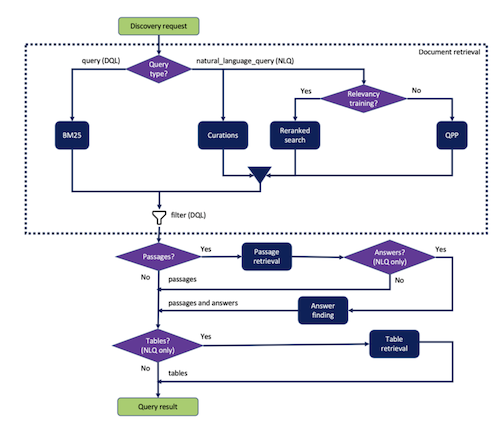 Discovery request
Document retrieval
query (DQL)
Query
type?
natural_language_query (NLQ)
Yes
Relevancy
training?
No
BM25
Curations
Reranked
search
QPP
filter (DQL)
Passages?
Yes
Passage
retrieval
Answers?
(NLQ only)
Yes
No
passages
No
passages and answers
Answer
finding
Tables?
(NLQ only)
Yes
Table
retrieval
No
tables
Query result